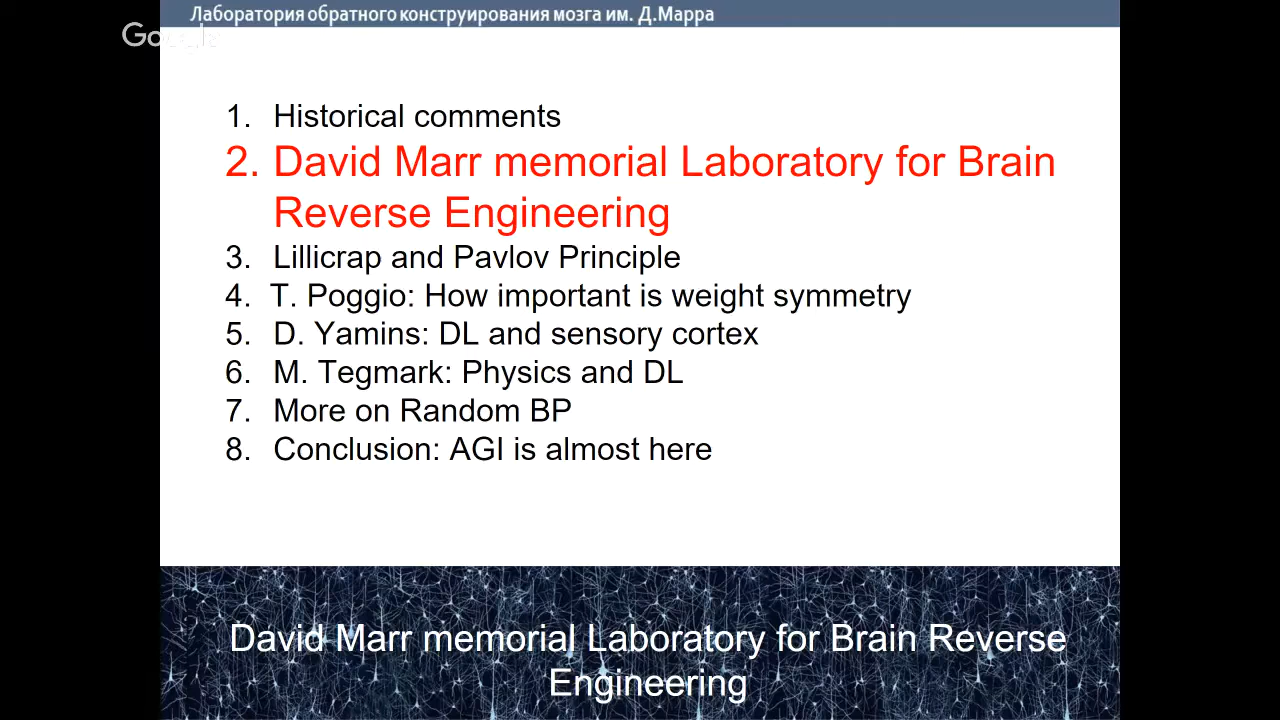 Лаборатория обратного конструирования мозга им. Д.Марра
Google
1. Historical comments
2. David Marr memorial Laboratory for Brain
Reverse Engineering
3. Lillicrap and Pavlov Principle
4. T. Poggio: How important is weight symmetry
5. D. Yamins: DL and sensory cortex
6. M. Tegmark: Physics and DL
7. More on Random BP
8. Conclusion: AGI is almost here
David Marr memorial Laboratory for Brain Reverse
Engineering